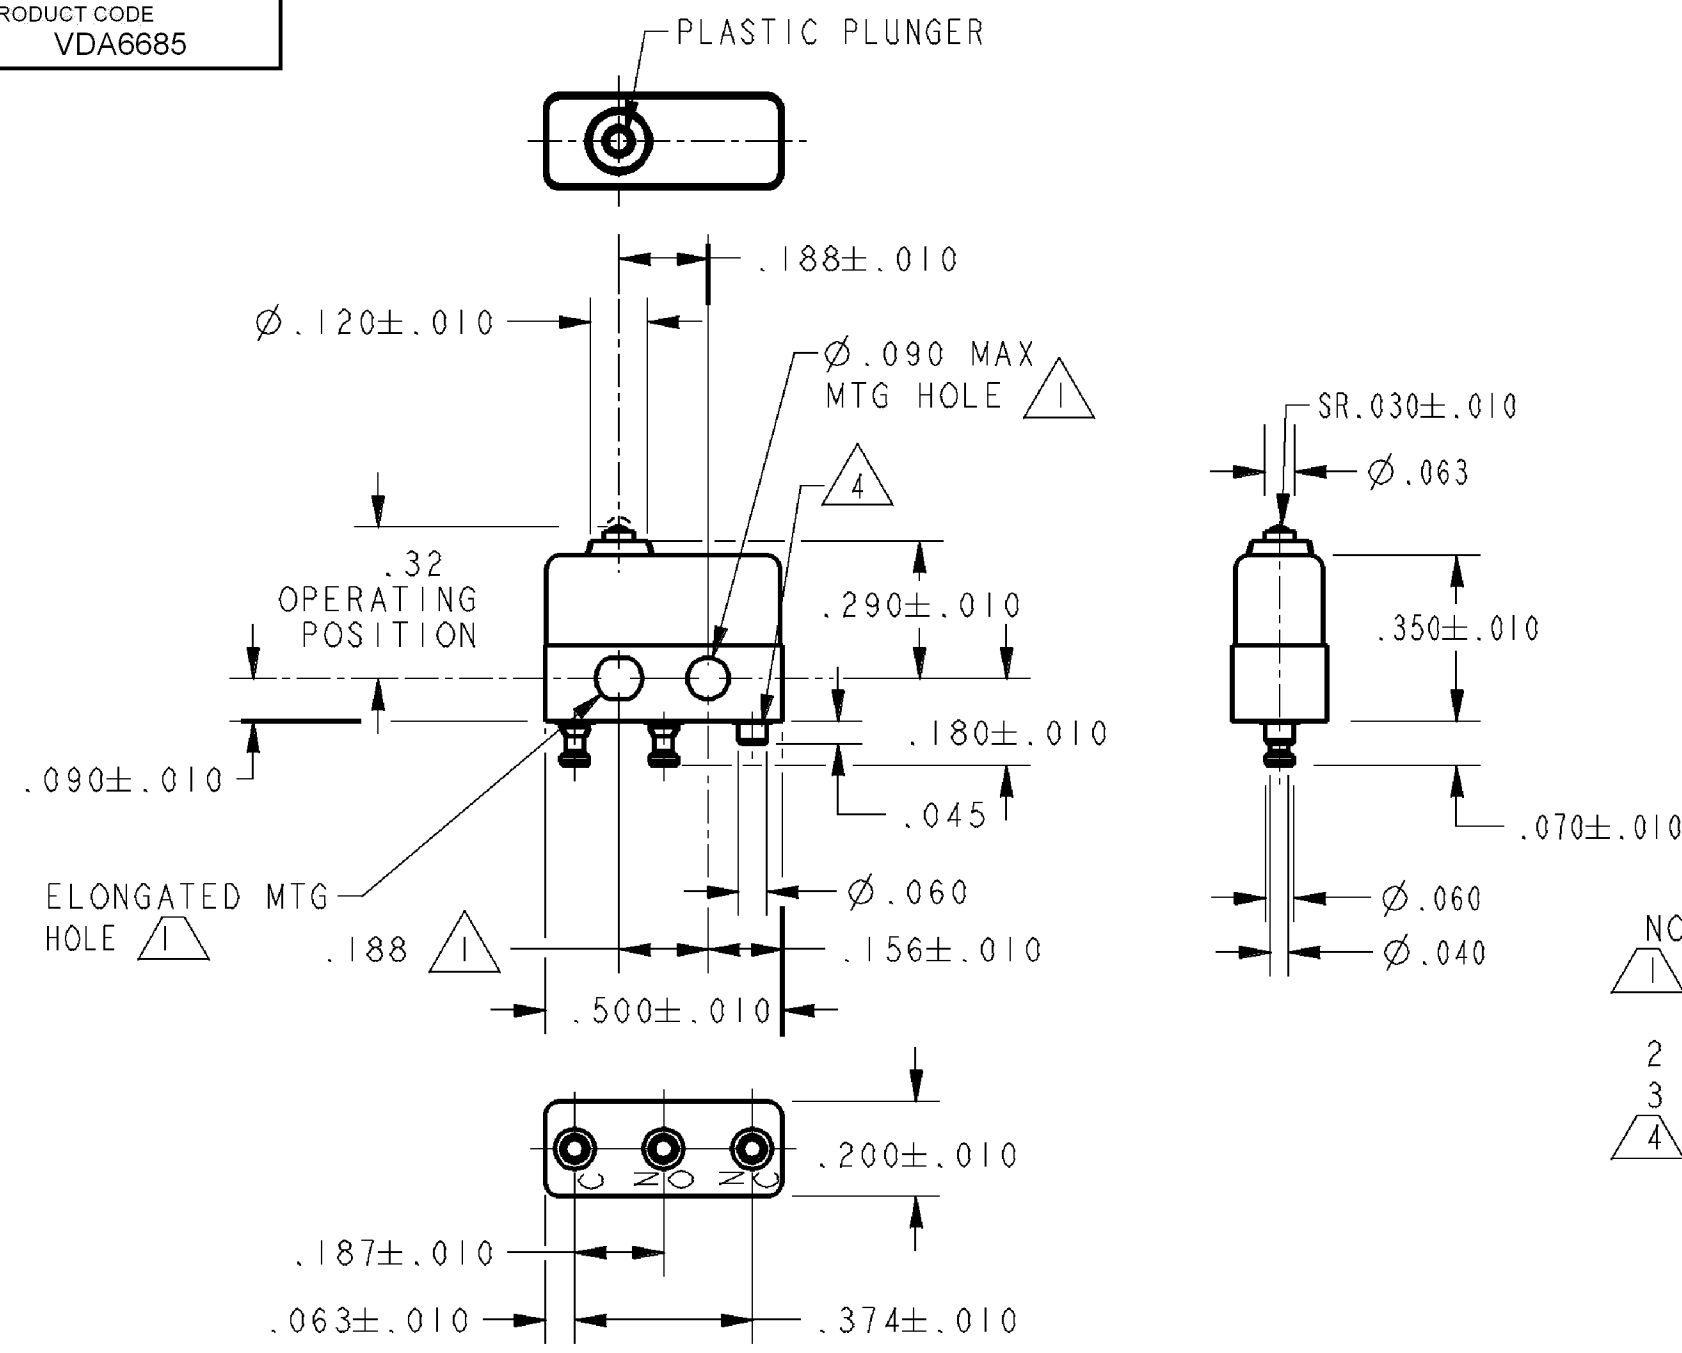 RODUCT CODE
VDA6685
PLASTIC PLUNGER
.188±.010
Ø.120±.010
Ø.090 MAX
MTG HOLE 1
4
SR.030±.010
Ø.063
.32
OPERATING
POSITION
.290±.010
.350±.010
.180±.010
.090±.010
.045
.070±.010
ELONGATED MTG
HOLE 1
Ø.060
Ø.060
.188 1
.156±.010
Ø.040
NO
1
.500±.010
2
3
4
.200±.010
C NO NC
.187±.010
.063±.010
.374±.010